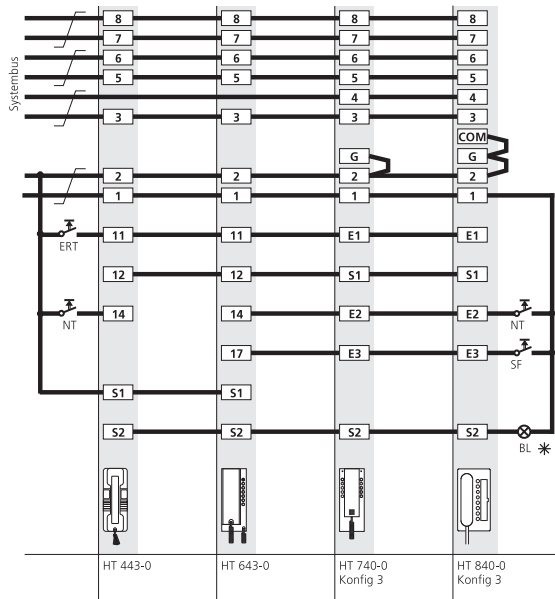 Systembus
8 8 8 8
7 7 7 7
6 6 6 6
5 5 5 5
4 4
3 3 3 3
COM
G G
2 2 2 2
1 1 1 1
ERT 11 11 E1 E1
12 12 S1 S1
NT 14 14 E2 E2 NT
17 E3 E3 SF
S1 S1
S2 S2 S2 S2 BL *
HT 443-0 HT 643-0 HT 740-0 HT 840-0
Konfig 3 Konfig 3